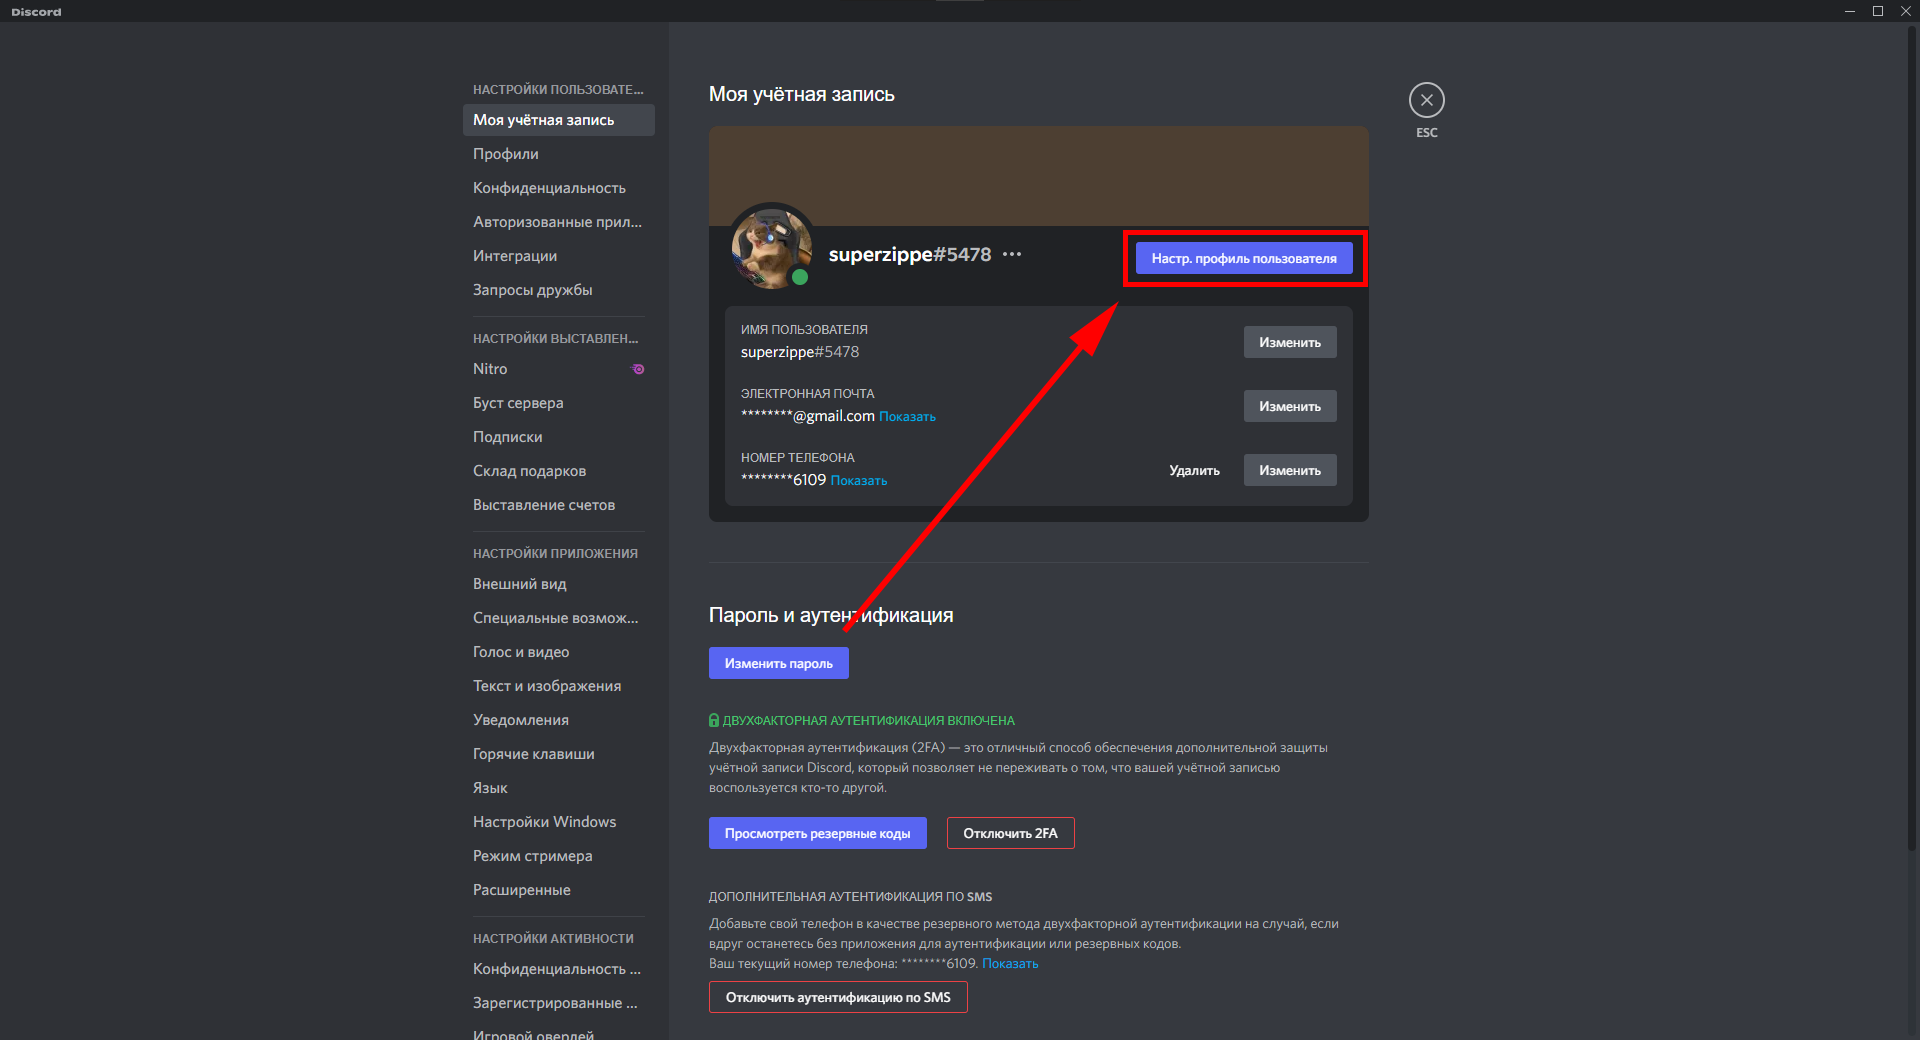 Discord
НАСТРОЙКИ ПОЛЬЗОВАТЕ...
Моя учётная запись
Профили
Конфиденциальность
Авторизованные прил...
Интеграции
Запросы дружбы
НАСТРОЙКИ ВЫСТАВЛЕН...
Nitro
Буст сервера
Подписки
Склад подарков
Выставление счетов
НАСТРОЙКИ ПРИЛОЖЕНИЯ
Внешний вид
Специальные возмож...
Голос и видео
Текст и изображения
Уведомления
Горячие клавиши
Язык
Настройки Windows
Режим стримера
Расширенные
НАСТРОЙКИ АКТИВНОСТИ
Конфиденциальность ...
Зарегистрированные ...
Игровой оверлей
Моя учётная запись
ESC
superzippe#5478 ...
Настр. профиль пользователя
ИМЯ ПОЛЬЗОВАТЕЛЯ
superzippe#5478
Изменить
ЭЛЕКТРОННАЯ ПОЧТА
********@gmail.com Показать
Изменить
НОМЕР ТЕЛЕФОНА
********6109 Показать
Удалить
Изменить
Пароль и аутентификация
Изменить пароль
ДВУХФАКТОРНАЯ АУТЕНТИФИКАЦИЯ ВКЛЮЧЕНА
Двухфакторная аутентификация (2FA) — это отличный способ обеспечения дополнительной защиты
учётной записи Discord, который позволяет не переживать о том, что вашей учётной записью
воспользуется кто-то другой.
Просмотреть резервные коды
Отключить 2FA
ДОПОЛНИТЕЛЬНАЯ АУТЕНТИФИКАЦИЯ ПО SMS
Добавьте свой телефон в качестве резервного метода двухфакторной аутентификации на случай, если
вдруг останетесь без приложения для аутентификации или резервных кодов.
Ваш текущий номер телефона: ********6109. Показать
Отключить аутентификацию по SMS